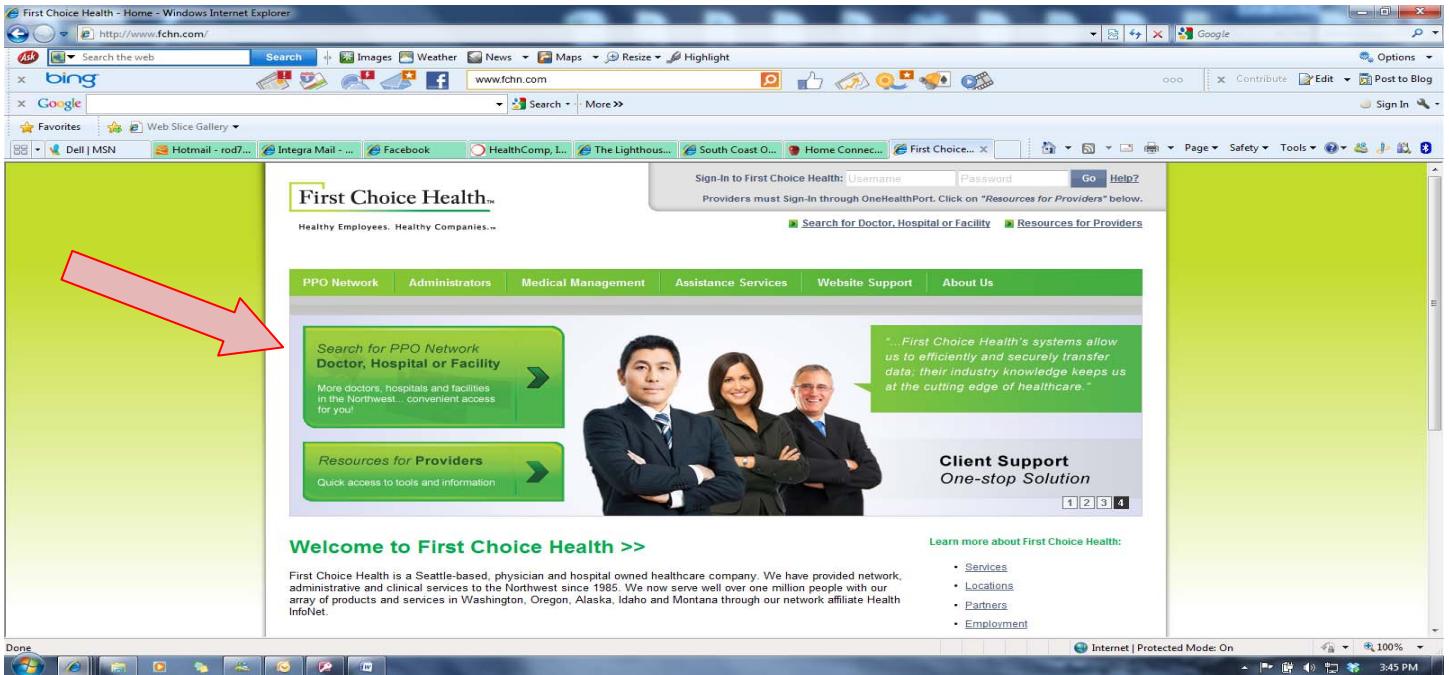 First Choice Health - Home - Windows Internet Explorer
http://www.fchn.com/
Google
Ask
Search the web
Search
Images
Weather
News
Maps
Resize
Highlight
Options
x
bing
www.fchn.com
x
Contribute
Edit
Post to Blog
x
Google
Search
More >>
Sign In
Favorites
Web Slice Gallery
Dell | MSN
Hotmail - rod7...
Integra Mail - ...
Facebook
HealthComp, I...
The Lighthous...
South Coast O...
Home Connec...
First Choice...
Page
Safety
Tools
First Choice Health™
Healthy Employees. Healthy Companies.™
Sign-In to First Choice Health:
Username
Password
Go
Help?
Providers must Sign-In through OneHealthPort. Click on "Resources for Providers" below.
Search for Doctor, Hospital or Facility
Resources for Providers
PPO Network
Administrators
Medical Management
Assistance Services
Website Support
About Us
Search for PPO Network
Doctor, Hospital or Facility
More doctors, hospitals and facilities
in the Northwest... convenient access
for you!
Resources for Providers
Quick access to tools and information
"...First Choice Health's systems allow
us to efficiently and securely transfer
data; their industry knowledge keeps us
at the cutting edge of healthcare."
Client Support
One-stop Solution
1 2 3 4
Welcome to First Choice Health >>
First Choice Health is a Seattle-based, physician and hospital owned healthcare company. We have provided network,
administrative and clinical services to the Northwest since 1985. We now serve well over one million people with our
array of products and services in Washington, Oregon, Alaska, Idaho and Montana through our network affiliate Health
InfoNet.
Learn more about First Choice Health:
• Services
• Locations
• Partners
• Employment
Done
Internet | Protected Mode: On
100%
3:45 PM